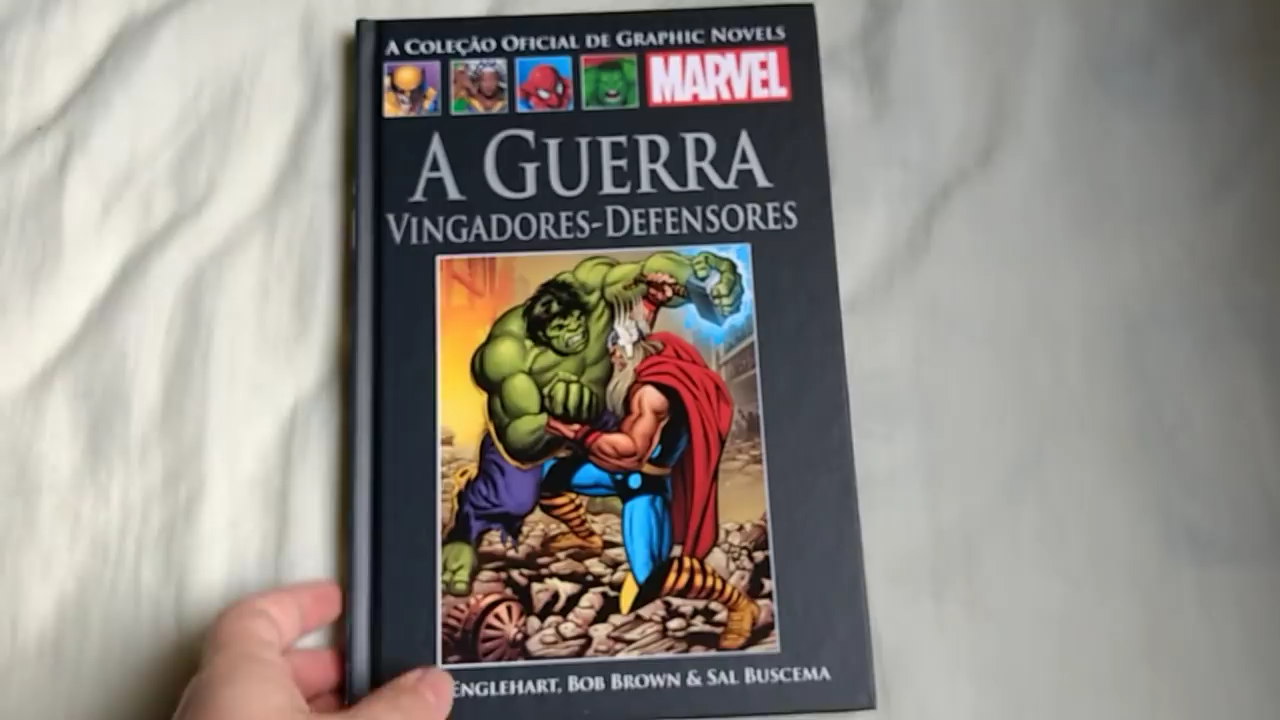 A COLEÇÃO OFICIAL DE GRAPHIC NOVELS
MARVEL
A GUERRA
VINGADORES-DEFENSORES
ENGLEHART, BOB BROWN & SAL BUSCEMA